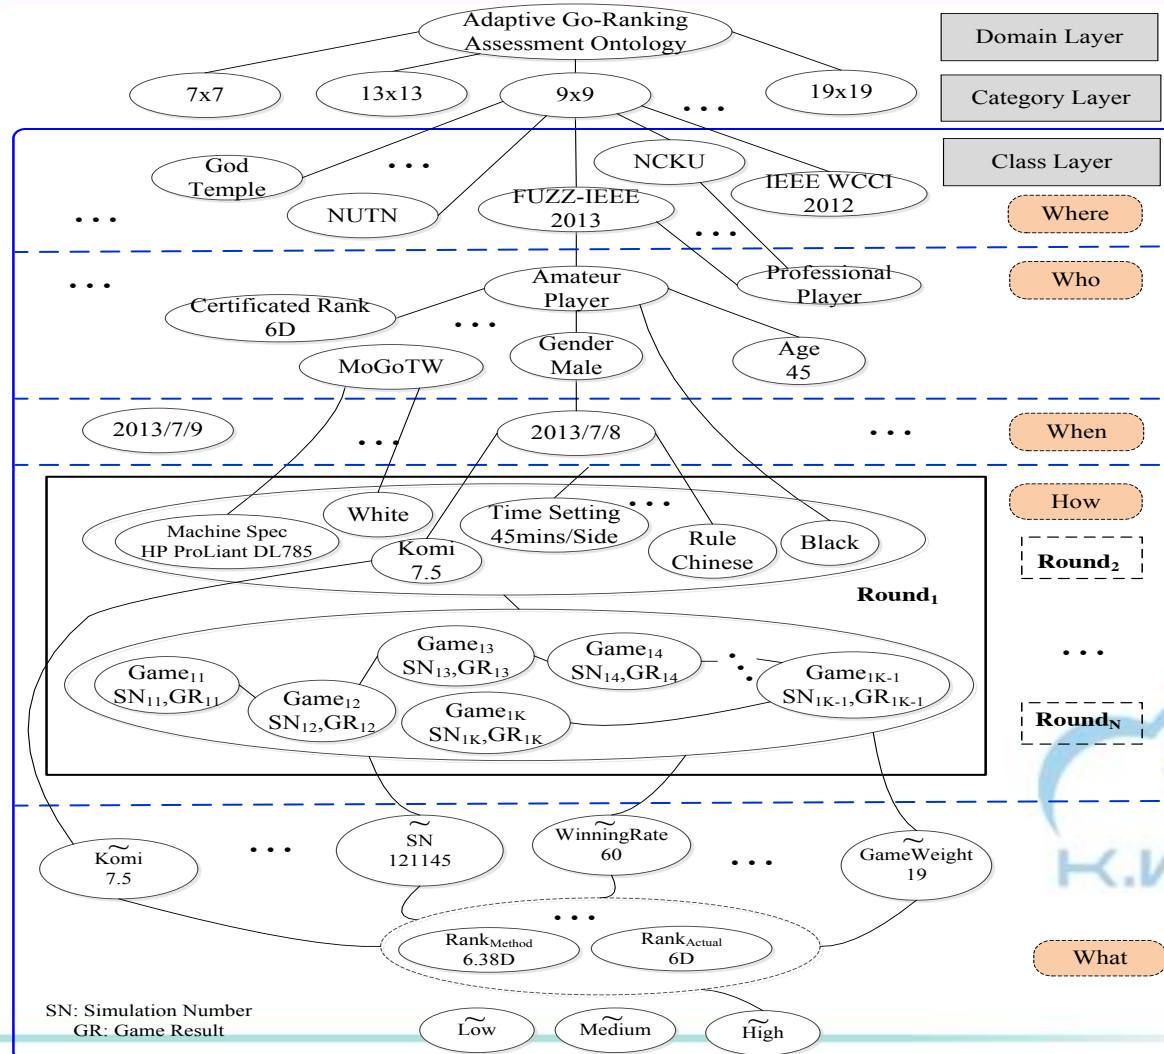 Adaptive Go-Ranking
Assessment Ontology
Domain Layer
7x7
13x13
9x9
...
19x19
Category Layer
God
Temple
...
NCKU
Class Layer
NUTN
FUZZ-IEEE
2013
IEEE WCCI
2012
...
...
Where
...
Certificated Rank
6D
...
Amateur
Player
Professional
Player
Who
MoGoTW
Gender
Male
Age
45
2013/7/9
...
2013/7/8
...
When
Machine Spec
HP ProLiant DL785
White
Komi
7.5
Time Setting
45mins/Side
...
Rule
Chinese
Black
How
Round₂
Round₁
Game₁₁
SN₁₁,GR₁₁
Game₁₂
SN₁₂,GR₁₂
Game₁₃
SN₁₃,GR₁₃
Game₁₄
SN₁₄,GR₁₄
...
Game₁K₋₁
SN₁K₋₁,GR₁K₋₁
Game₁K
SN₁K,GR₁K
...
Round_N
~
Komi
7.5
...
~
SN
121145
~
WinningRate
60
...
~
GameWeight
19
K.W
...
Rank_Method
6.38D
Rank_Actual
6D
What
SN: Simulation Number
GR: Game Result
~
Low
~
Medium
~
High